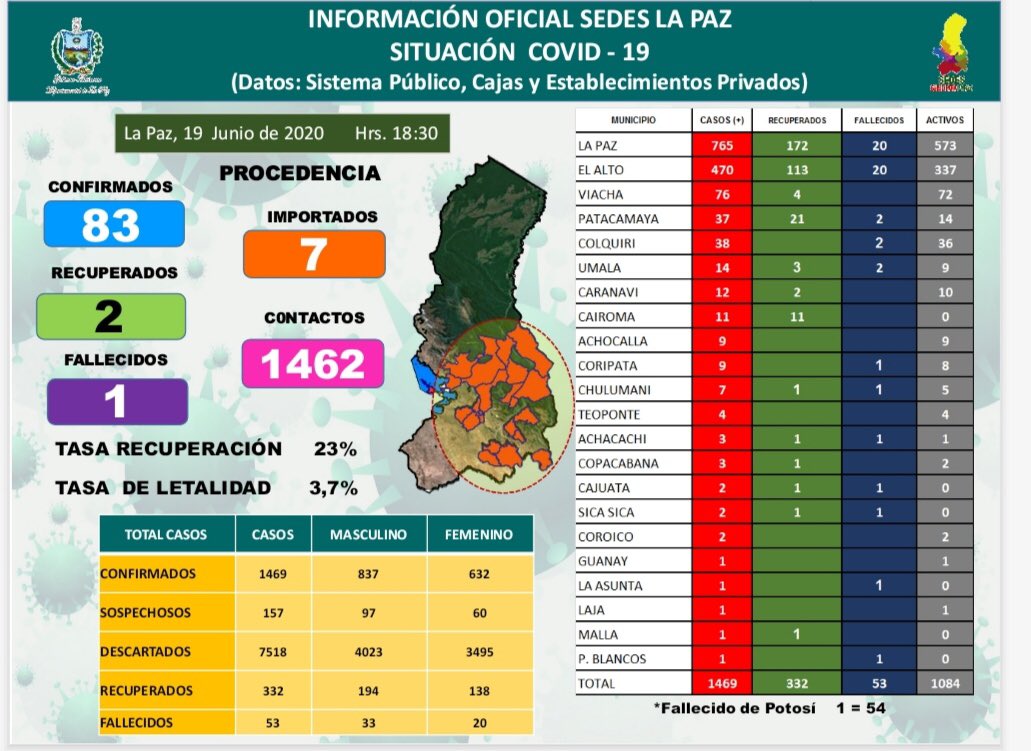 INFORMACIÓN OFICIAL SEDES LA PAZ
SITUACIÓN COVID - 19
(Datos: Sistema Público, Cajas y Establecimientos Privados)
SEDES
La Paz, 19 Junio de 2020 Hrs. 18:30
PROCEDENCIA
CONFIRMADOS
83
IMPORTADOS
7
RECUPERADOS
2
C0NTACTOS
1462
FALLECIDOS
1
TASA RECUPERACIÓN 23%
TASA DE LETALIDAD 3,7%
TOTAL CASOS CASOS MASCULINO FEMENINO
CONFIRMADOS 1469 837 632
SOSPECHOSOS 157 97 60
DESCARTADOS 7518 4023 3495
RECUPERADOS 332 194 138
FALLECIDOS 53 33 20
MUNICIPIO CASOS (+) RECUPERADOS FALLECIDOS ACTIVOS
LA PAZ 765 172 20 573
EL ALTO 470 113 20 337
VIACHA 76 4 72
PATACAMAYA 37 21 2 14
COLQUIRI 38 2 36
UMALA 14 3 2 9
CARANAVI 12 2 10
CAIROMA 11 11 0
ACHOCALLA 9 9
CORIPATA 9 1 8
CHULUMANI 7 1 1 5
TEOPONTE 4 4
ACHACACHI 3 1 1 1
COPACABANA 3 1 2
CAJUATA 2 1 1 0
SICA SICA 2 1 1 0
COROICO 2 2
GUANAY 1 1
LA ASUNTA 1 1 0
LAJA 1 1
MALLA 1 1 0
P. BLANCOS 1 1 0
TOTAL 1469 332 53 1084
*Fallecido de Potosí 1 = 54